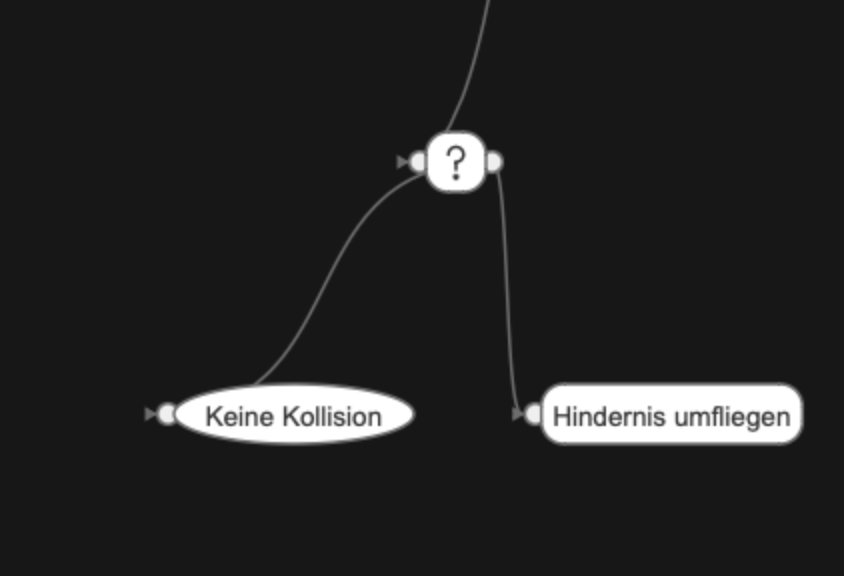 ?
Keine Kollision
Hindernis umfliegen